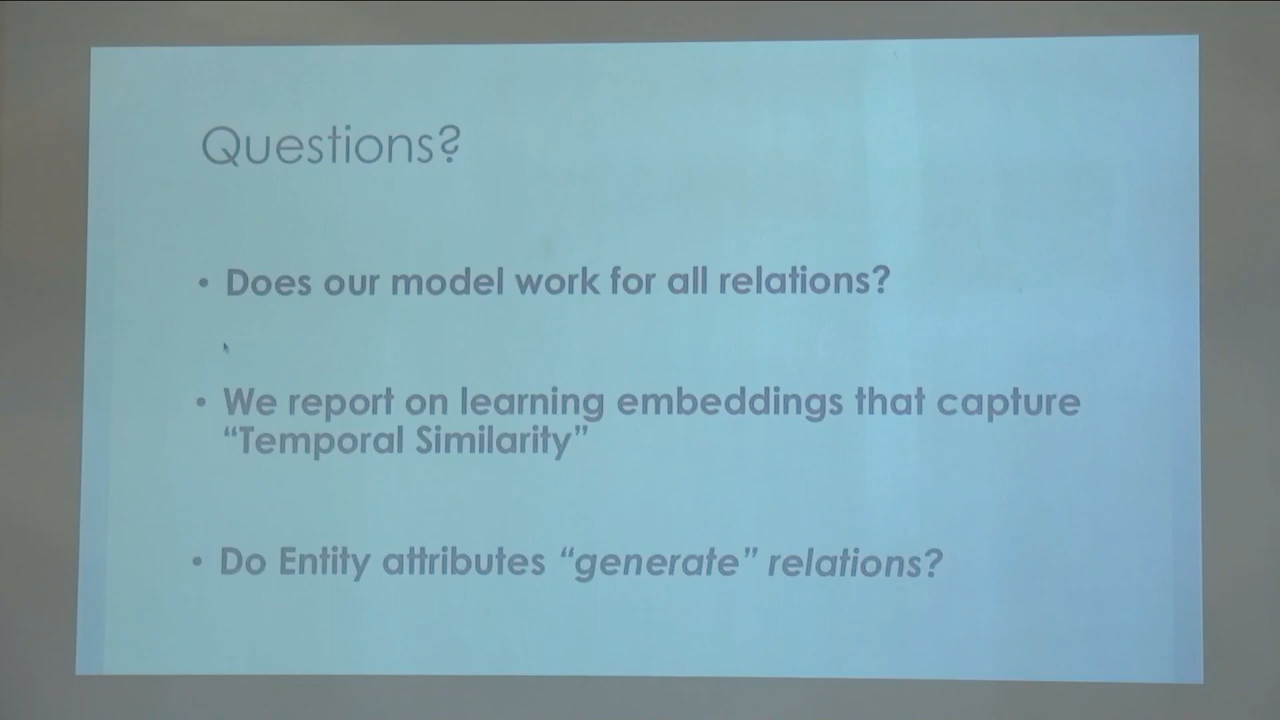 Questions?
• Does our model work for all relations?
• We report on learning embeddings that capture
“Temporal Similarity”
• Do Entity attributes “generate” relations?